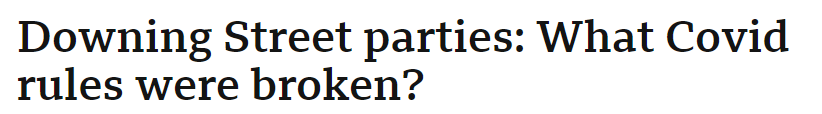 Downing Street parties: What Covid
rules were broken?